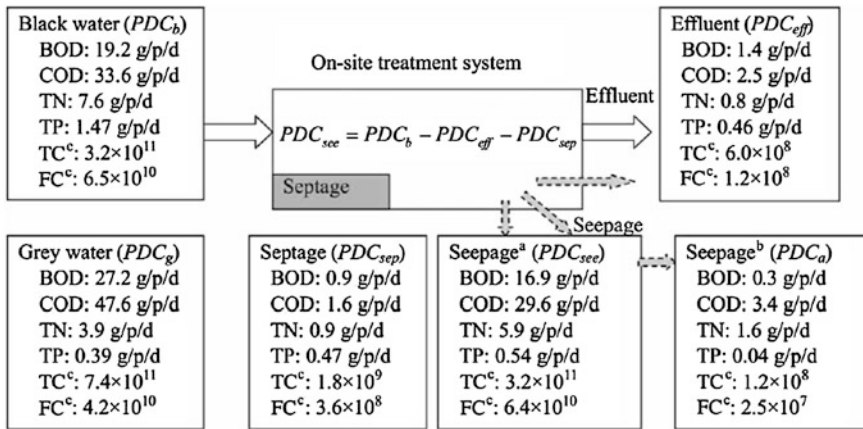 Black water (PDC_b)
BOD: 19.2 g/p/d
COD: 33.6 g/p/d
TN: 7.6 g/p/d
TP: 1.47 g/p/d
TC^c: 3.2×10^11
FC^c: 6.5×10^10
On-site treatment system
PDC_see = PDC_b − PDC_eff − PDC_sep
Septage
Effluent
Seepage
Effluent (PDC_eff)
BOD: 1.4 g/p/d
COD: 2.5 g/p/d
TN: 0.8 g/p/d
TP: 0.46 g/p/d
TC^c: 6.0×10^8
FC^c: 1.2×10^8
Grey water (PDC_g)
BOD: 27.2 g/p/d
COD: 47.6 g/p/d
TN: 3.9 g/p/d
TP: 0.39 g/p/d
TC^c: 7.4×10^11
FC^c: 4.2×10^10
Septage (PDC_sep)
BOD: 0.9 g/p/d
COD: 1.6 g/p/d
TN: 0.9 g/p/d
TP: 0.47 g/p/d
TC^c: 1.8×10^9
FC^c: 3.6×10^8
Seepage^a (PDC_see)
BOD: 16.9 g/p/d
COD: 29.6 g/p/d
TN: 5.9 g/p/d
TP: 0.54 g/p/d
TC^c: 3.2×10^11
FC^c: 6.4×10^10
Seepage^b (PDC_a)
BOD: 0.3 g/p/d
COD: 3.4 g/p/d
TN: 1.6 g/p/d
TP: 0.04 g/p/d
TC^c: 1.2×10^8
FC^c: 2.5×10^7